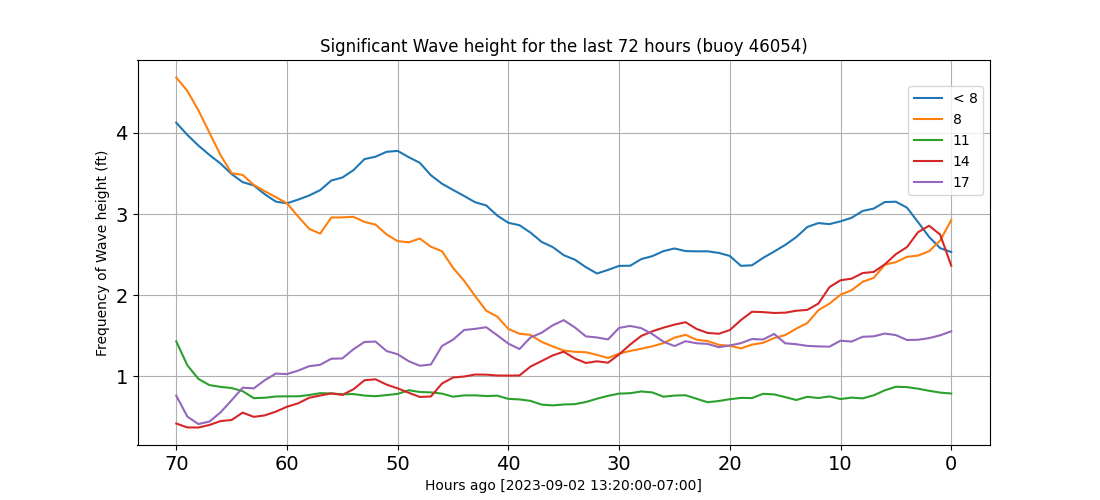 Significant Wave height for the last 72 hours (buoy 46054)
Frequency of Wave height (ft)
4
3
2
1
< 8
8
11
14
17
70 60 50 40 30 20 10 0
Hours ago [2023-09-02 13:20:00-07:00]